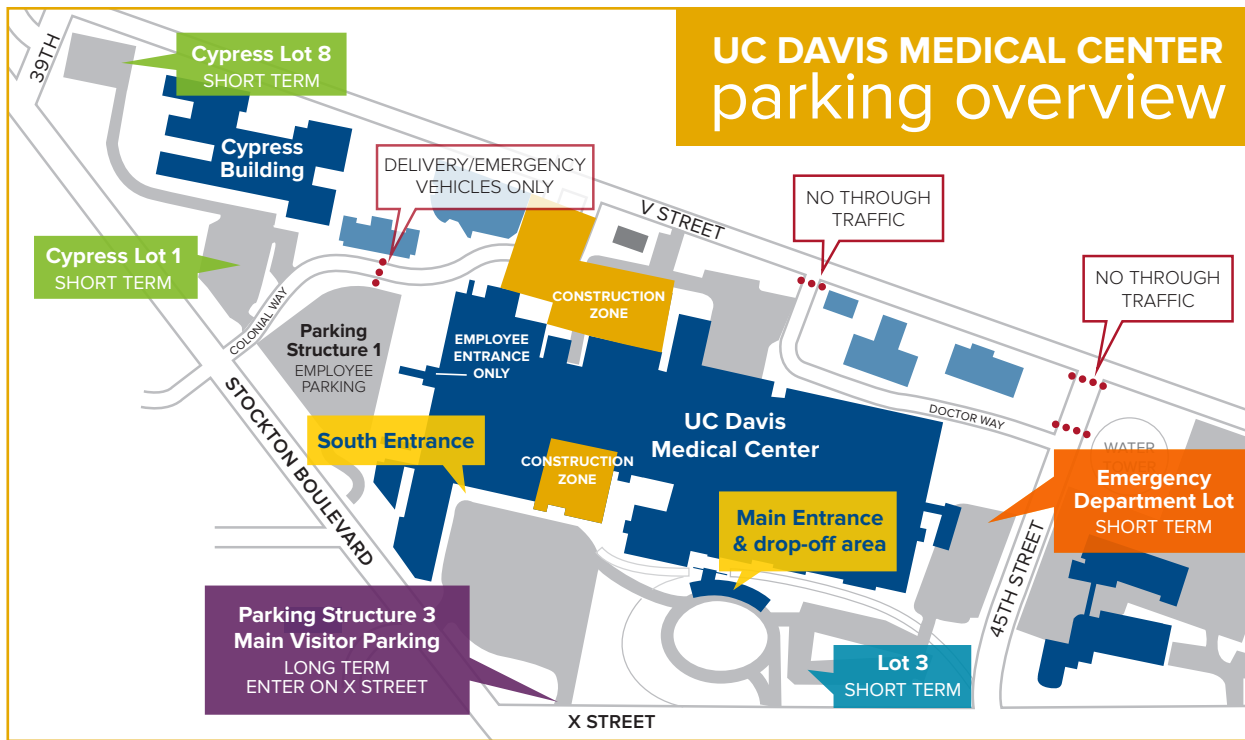 UC DAVIS MEDICAL CENTER
parking overview
39TH
Cypress Lot 8
SHORT TERM
Cypress
Building
DELIVERY/EMERGENCY
VEHICLES ONLY
V STREET
NO THROUGH
TRAFFIC
NO THROUGH
TRAFFIC
Cypress Lot 1
SHORT TERM
COLONIAL WAY
CONSTRUCTION
ZONE
Parking
Structure 1
EMPLOYEE
PARKING
EMPLOYEE
ENTRANCE
ONLY
STOCKTON BOULEVARD
South Entrance
UC Davis
Medical Center
DOCTOR WAY
WATER
TOWER
CONSTRUCTION
ZONE
Emergency
Department Lot
SHORT TERM
Main Entrance
& drop-off area
45TH STREET
Parking Structure 3
Main Visitor Parking
LONG TERM
ENTER ON X STREET
Lot 3
SHORT TERM
X STREET